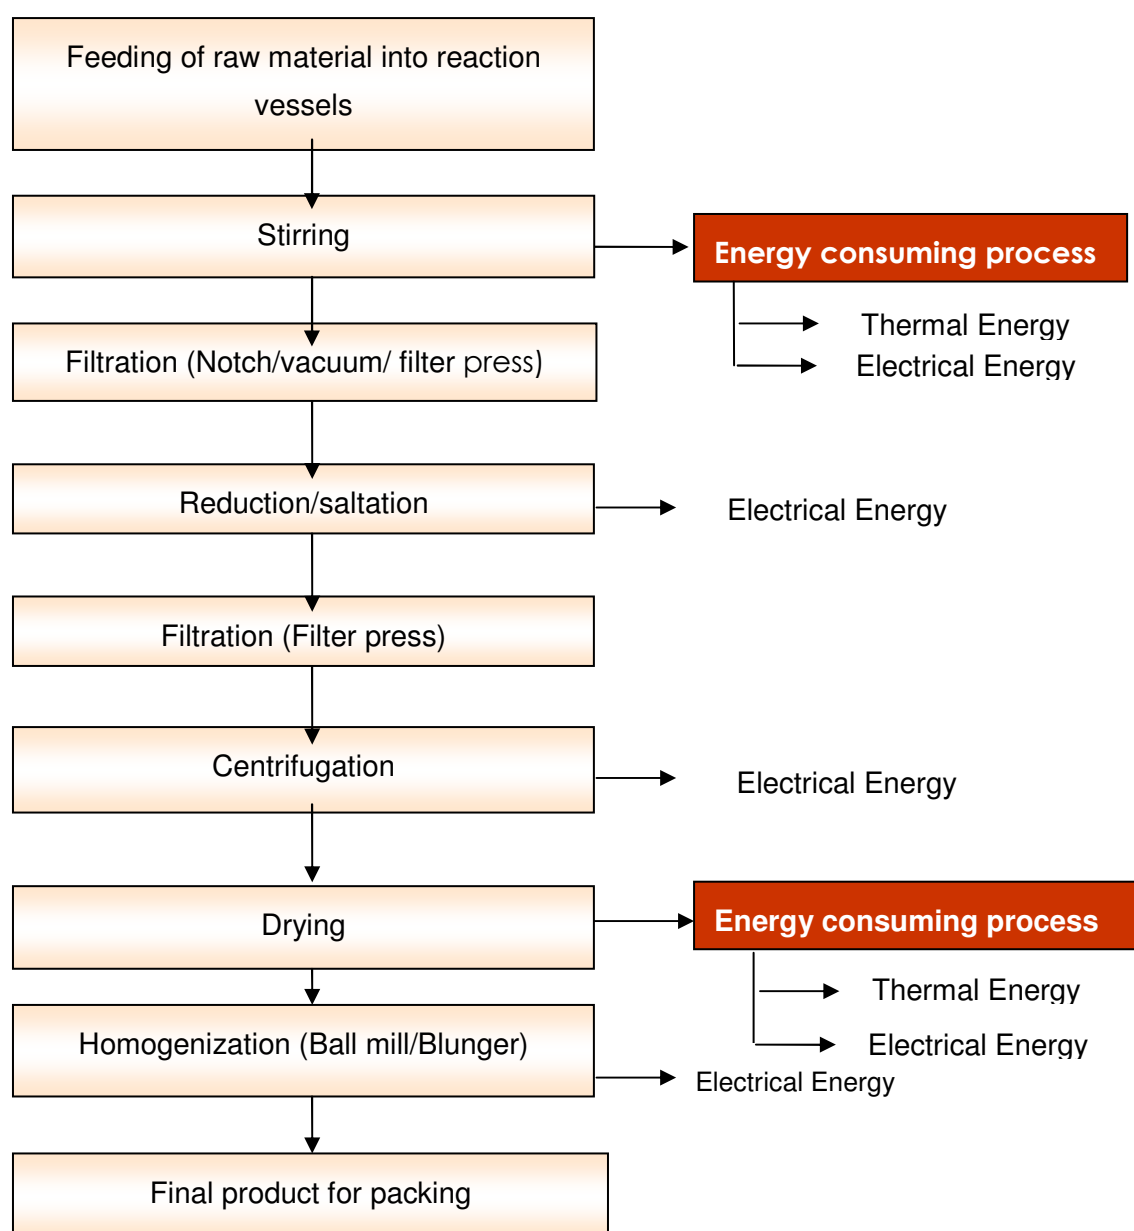 Feeding of raw material into reaction
vessels
Stirring
Energy consuming process
Thermal Energy
Filtration (Notch/vacuum/ filter press)
Electrical Energy
Reduction/saltation
Electrical Energy
Filtration (Filter press)
Centrifugation
Electrical Energy
Drying
Energy consuming process
Thermal Energy
Homogenization (Ball mill/Blunger)
Electrical Energy
Electrical Energy
Final product for packing